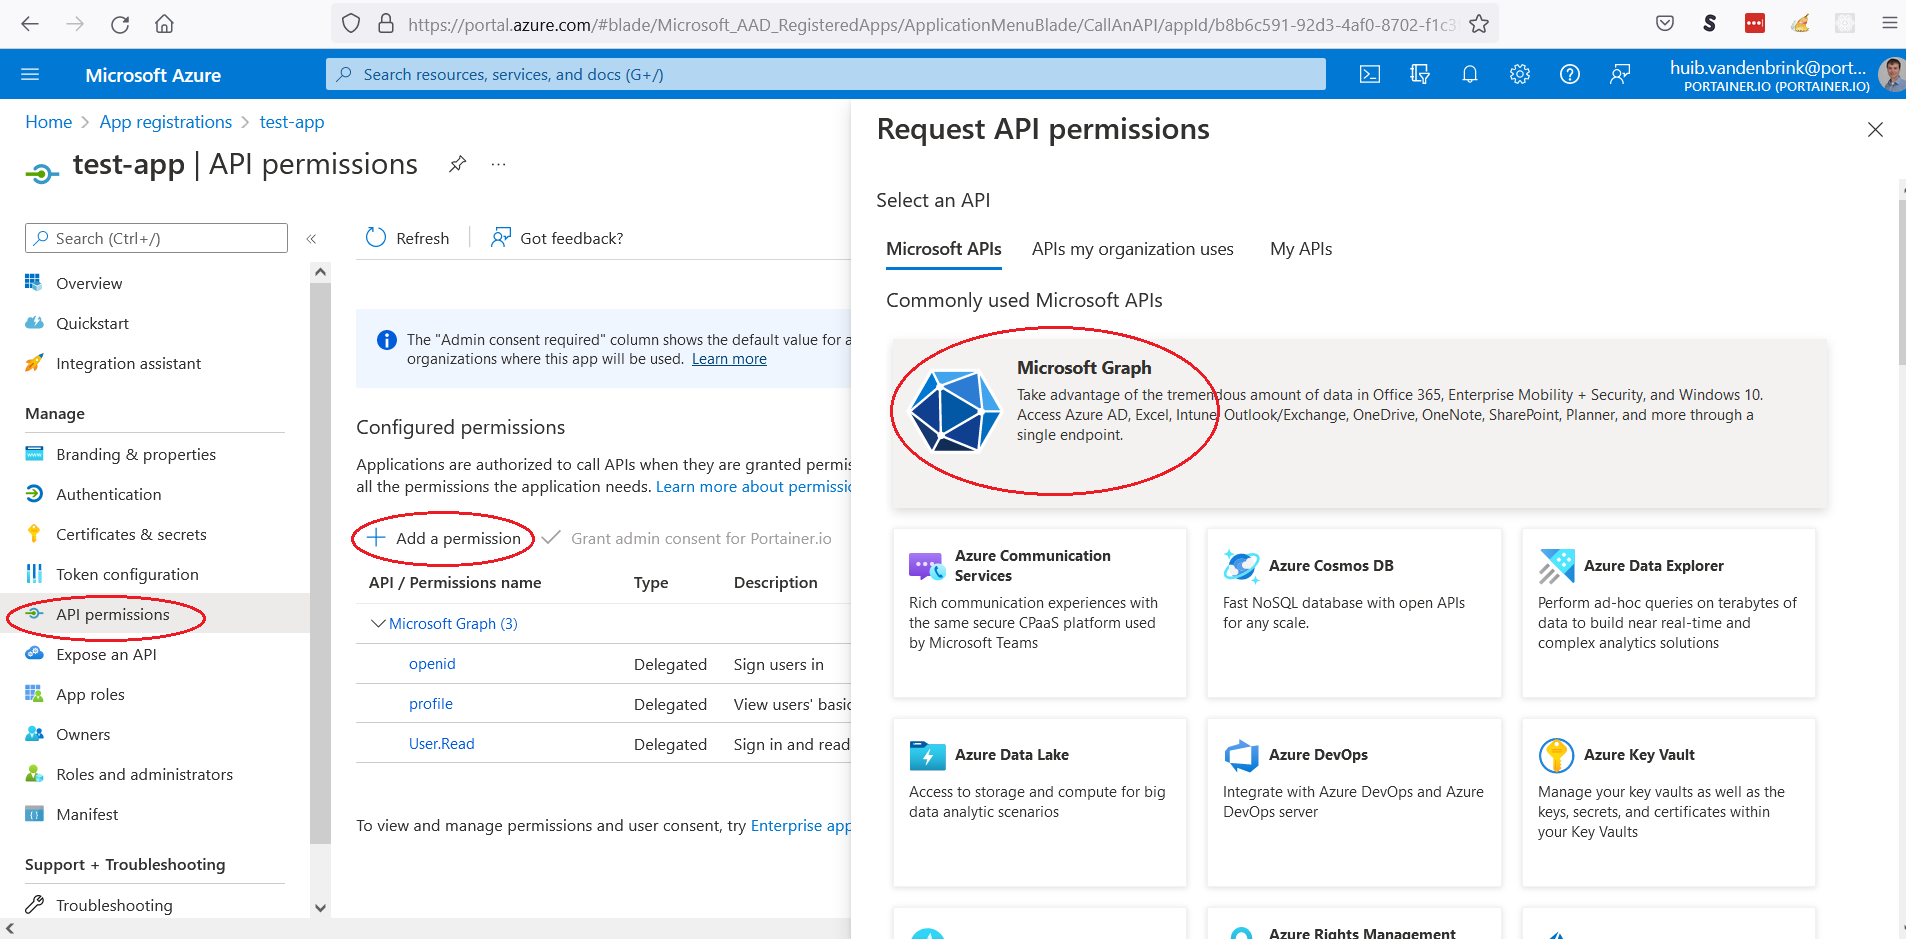 https://portal.azure.com/#blade/Microsoft_AAD_RegisteredApps/ApplicationMenuBlade/CallAnAPI/appId/b8b6c591-92d3-4af0-8702-f1c3
Microsoft Azure
Search resources, services, and docs (G+/)
huib.vandenbrink@port...
PORTAINER.IO (PORTAINER.IO)
Home > App registrations > test-app
test-app | API permissions
...
Search (Ctrl+/)
«
Overview
Quickstart
Integration assistant
Manage
Branding & properties
Authentication
Certificates & secrets
Token configuration
API permissions
Expose an API
App roles
Owners
Roles and administrators
Manifest
Support + Troubleshooting
Troubleshooting
Refresh
Got feedback?
The "Admin consent required" column shows the default value for a
organizations where this app will be used. Learn more
Configured permissions
Applications are authorized to call APIs when they are granted permis
all the permissions the application needs. Learn more about permissio
Add a permission
Grant admin consent for Portainer.io
API / Permissions name Type Description
Microsoft Graph (3)
openid Delegated Sign users in
profile Delegated View users' basic
User.Read Delegated Sign in and read
To view and manage permissions and user consent, try Enterprise app
Request API permissions
Select an API
Microsoft APIs APIs my organization uses My APIs
Commonly used Microsoft APIs
Microsoft Graph
Take advantage of the tremendous amount of data in Office 365, Enterprise Mobility + Security, and Windows 10.
Access Azure AD, Excel, Intune, Outlook/Exchange, OneDrive, OneNote, SharePoint, Planner, and more through a
single endpoint.
Azure Communication
Services
Rich communication experiences with
the same secure CPaaS platform used
by Microsoft Teams
Azure Cosmos DB
Fast NoSQL database with open APIs
for any scale.
Azure Data Explorer
Perform ad-hoc queries on terabytes of
data to build near real-time and
complex analytics solutions
Azure Data Lake
Access to storage and compute for big
data analytic scenarios
Azure DevOps
Integrate with Azure DevOps and Azure
DevOps server
Azure Key Vault
Manage your key vaults as well as the
keys, secrets, and certificates within
your Key Vaults
Azure Rights Management